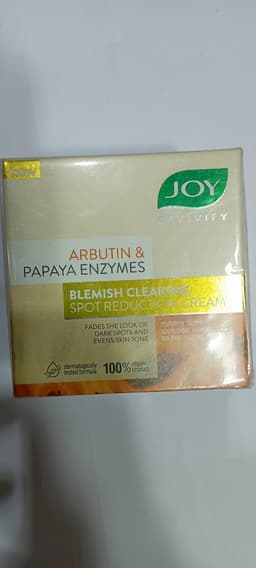 JOY
REVIVIFY
ARBUTIN &
PAPAYA ENZYMES
BLEMISH CLEARING
SPOT REDUCTION CREAM
FADES THE LOOK OF
DARK SPOTS AND
EVENS SKIN TONE
dermatologically
tested formula
100% vegan
product